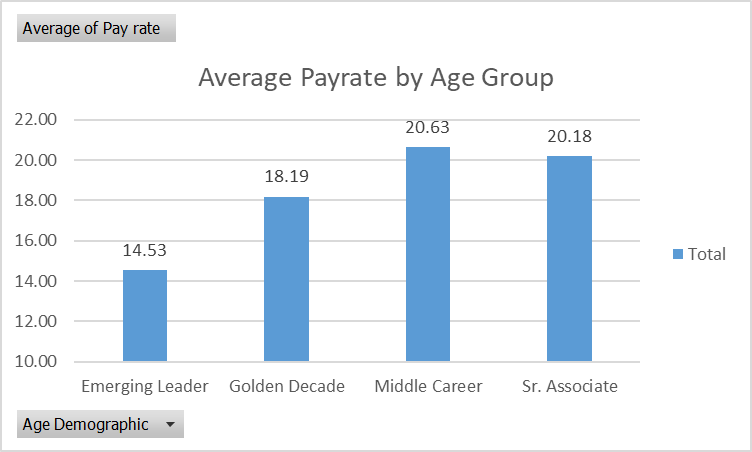 Average of Pay rate
Average Payrate by Age Group
22.00
20.00
18.00
16.00
14.00
12.00
10.00
14.53
18.19
20.63
20.18
Total
Emerging Leader
Golden Decade
Middle Career
Sr. Associate
Age Demographic